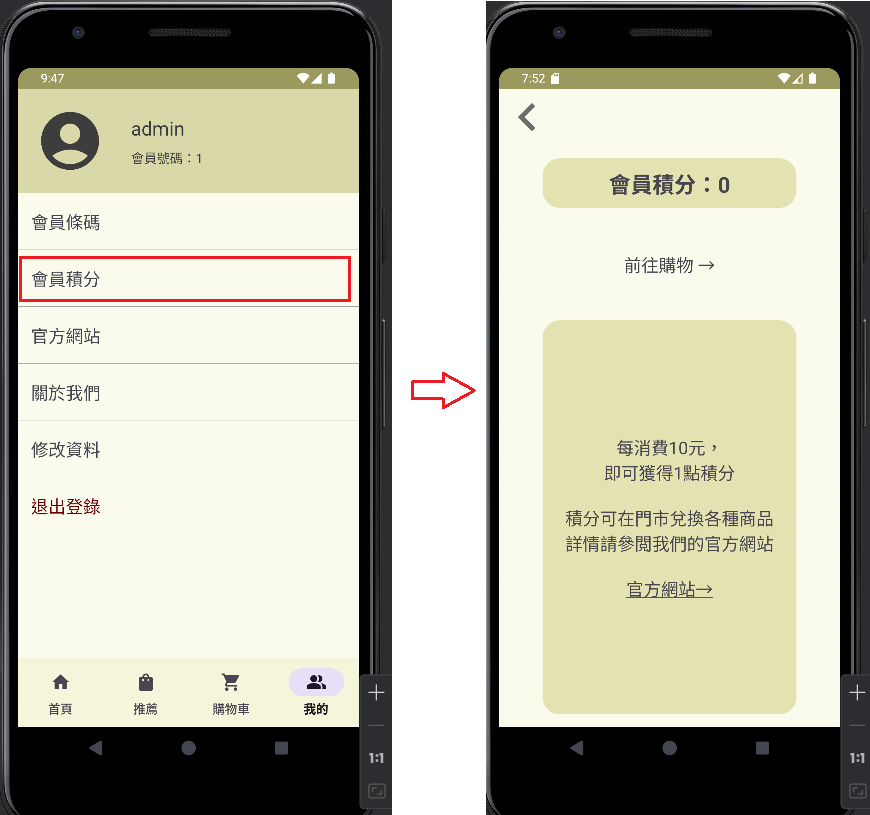 9:47
admin
會員號碼：1
會員條碼
會員積分
官方網站
關於我們
修改資料
退出登錄
首頁
推薦
購物車
我的
1:1
7:52
會員積分：0
前往購物 →
每消費10元，
即可獲得1點積分
積分可在門市兌換各種商品
詳情請參閱我們的官方網站
官方網站→
1:1